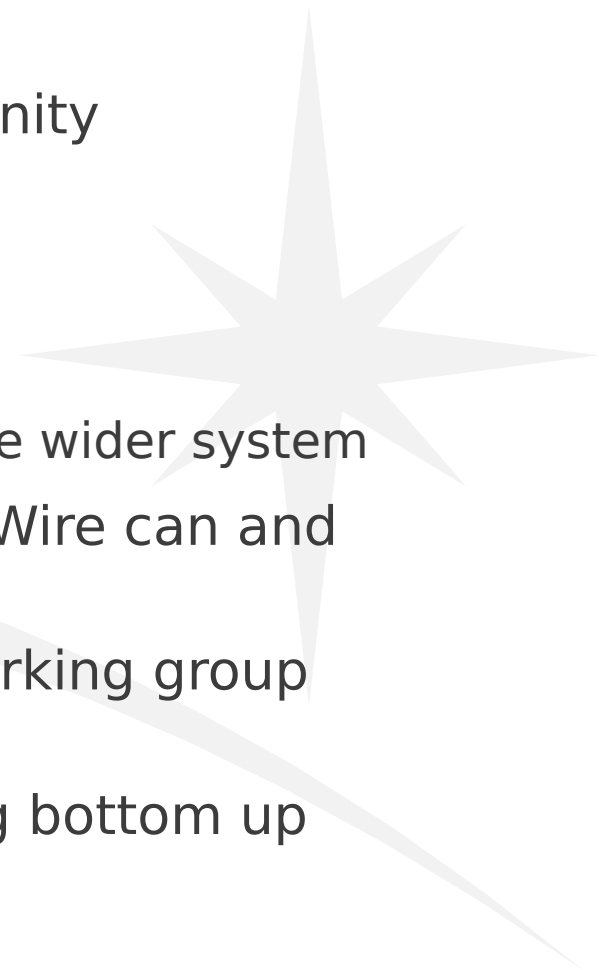 nity
e wider system
Wire can and
rking group
g bottom up